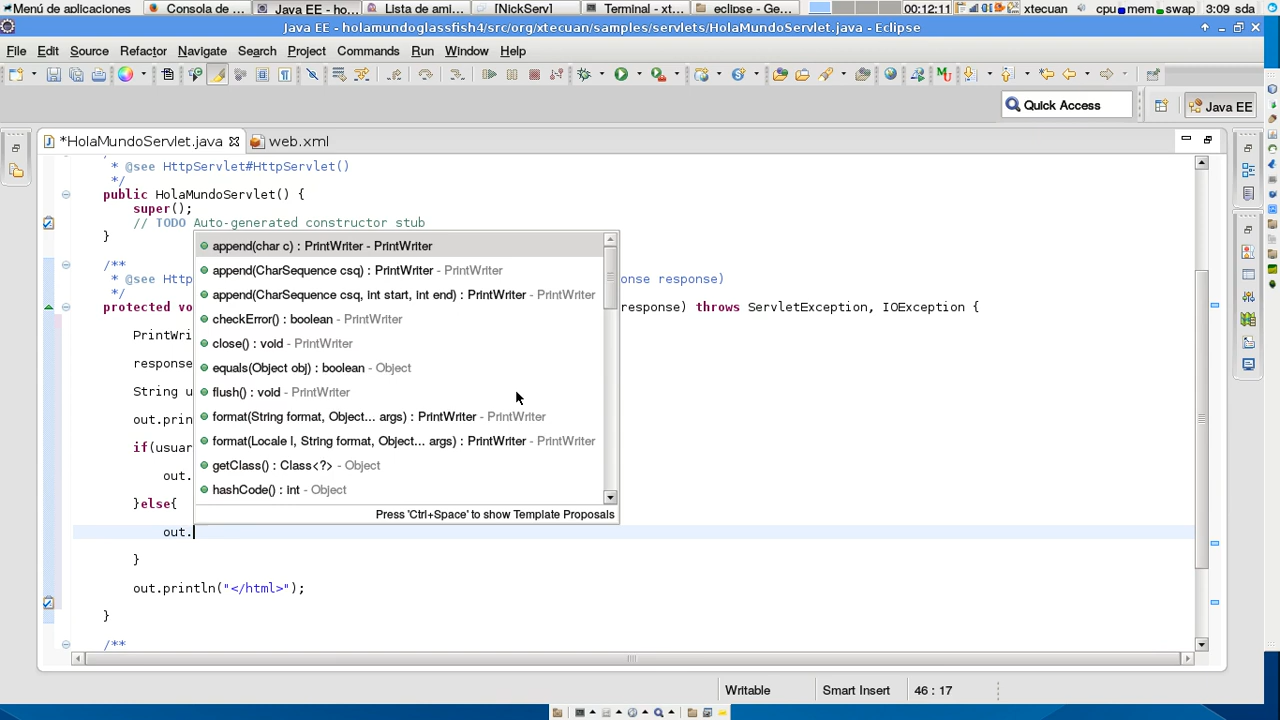 Menú de aplicaciones
Consola de ...
Java EE - ho...
Lista de ami...
[NickServ]
Terminal - xt...
eclipse - Ge...
00:12:11
xtecuan
cpu mem swap
3:09 sda
Java EE - holamundoglassfish4/src/org/xtecuan/samples/servlets/HolaMundoServlet.java - Eclipse
File Edit Source Refactor Navigate Search Project Commands Run Window Help
Quick Access
Java EE
*HolaMundoServlet.java
web.xml
* @see HttpServlet#HttpServlet()
*/
public HolaMundoServlet() {
super();
// TODO Auto-generated constructor stub
}
/**
* @see Http
onse response)
*/
protected vo
response) throws ServletException, IOException {
PrintWri
response
String u
out.prin
if(usuar
out.
}else{
out.
}
out.println("</html>");
}
/**
append(char c) : PrintWriter - PrintWriter
append(CharSequence csq) : PrintWriter - PrintWriter
append(CharSequence csq, int start, int end) : PrintWriter - PrintWriter
checkError() : boolean - PrintWriter
close() : void - PrintWriter
equals(Object obj) : boolean - Object
flush() : void - PrintWriter
format(String format, Object... args) : PrintWriter - PrintWriter
format(Locale l, String format, Object... args) : PrintWriter - PrintWriter
getClass() : Class<?> - Object
hashCode() : int - Object
Press 'Ctrl+Space' to show Template Proposals
Writable
Smart Insert
46 : 17